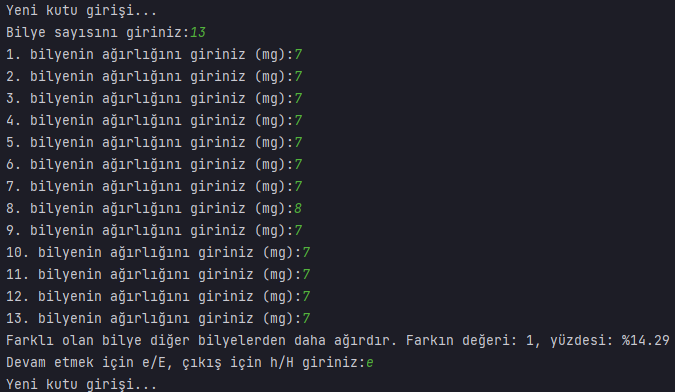 Yeni kutu girişi...
Bilye sayısını giriniz:13
1. bilyenin ağırlığını giriniz (mg):7
2. bilyenin ağırlığını giriniz (mg):7
3. bilyenin ağırlığını giriniz (mg):7
4. bilyenin ağırlığını giriniz (mg):7
5. bilyenin ağırlığını giriniz (mg):7
6. bilyenin ağırlığını giriniz (mg):7
7. bilyenin ağırlığını giriniz (mg):7
8. bilyenin ağırlığını giriniz (mg):8
9. bilyenin ağırlığını giriniz (mg):7
10. bilyenin ağırlığını giriniz (mg):7
11. bilyenin ağırlığını giriniz (mg):7
12. bilyenin ağırlığını giriniz (mg):7
13. bilyenin ağırlığını giriniz (mg):7
Farklı olan bilye diğer bilyelerden daha ağırdır. Farkın değeri: 1, yüzdesi: %14.29
Devam etmek için e/E, çıkış için h/H giriniz:e
Yeni kutu girişi...